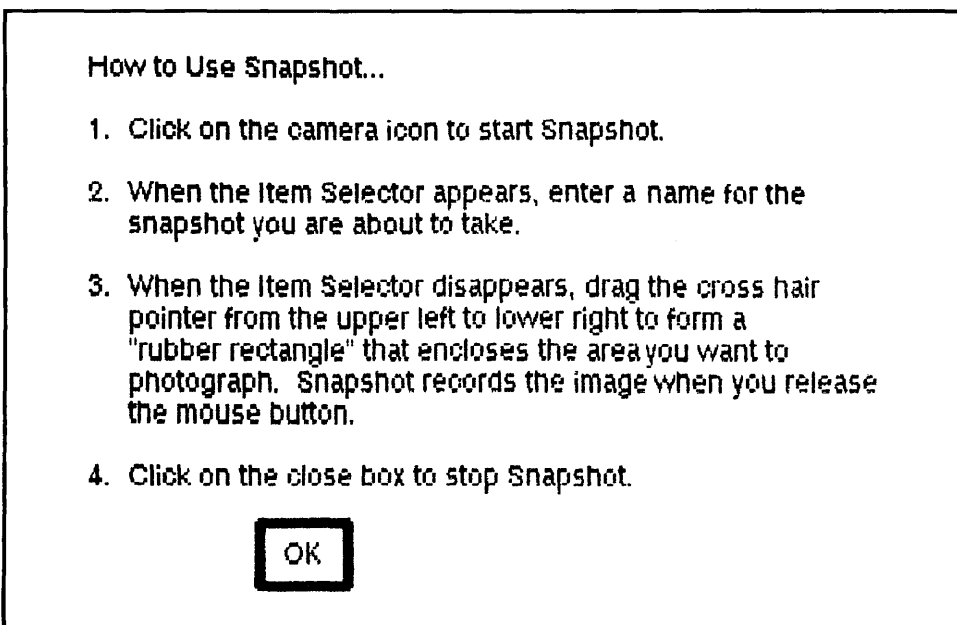 How to Use Snapshot...
1. Click on the camera icon to start Snapshot.
2. When the Item Selector appears, enter a name for the
snapshot you are about to take.
3. When the Item Selector disappears, drag the cross hair
pointer from the upper left to lower right to form a
"rubber rectangle" that encloses the area you want to
photograph. Snapshot records the image when you release
the mouse button.
4. Click on the close box to stop Snapshot.
OK